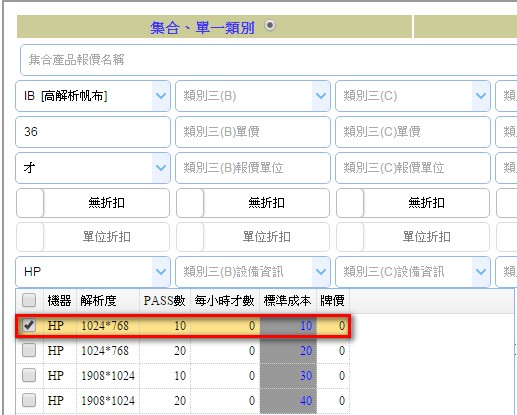 集合、單一類別
集合產品報價名稱
IB [高解析帆布] 類別三(B) 類別三(C)
36 類別三(B)單價 類別三(C)單價
才 類別三(B)報價單位 類別三(C)報價單位
無折扣 無折扣 無折扣
單位折扣 單位折扣 單位折扣
HP 類別三(B)設備資訊 類別三(C)設備資訊
機器 解析度 PASS數 每小時才數 標準成本 牌價
HP 1024*768 10 0 10 0
HP 1024*768 20 0 20 0
HP 1908*1024 10 0 30 0
HP 1908*1024 20 0 40 0